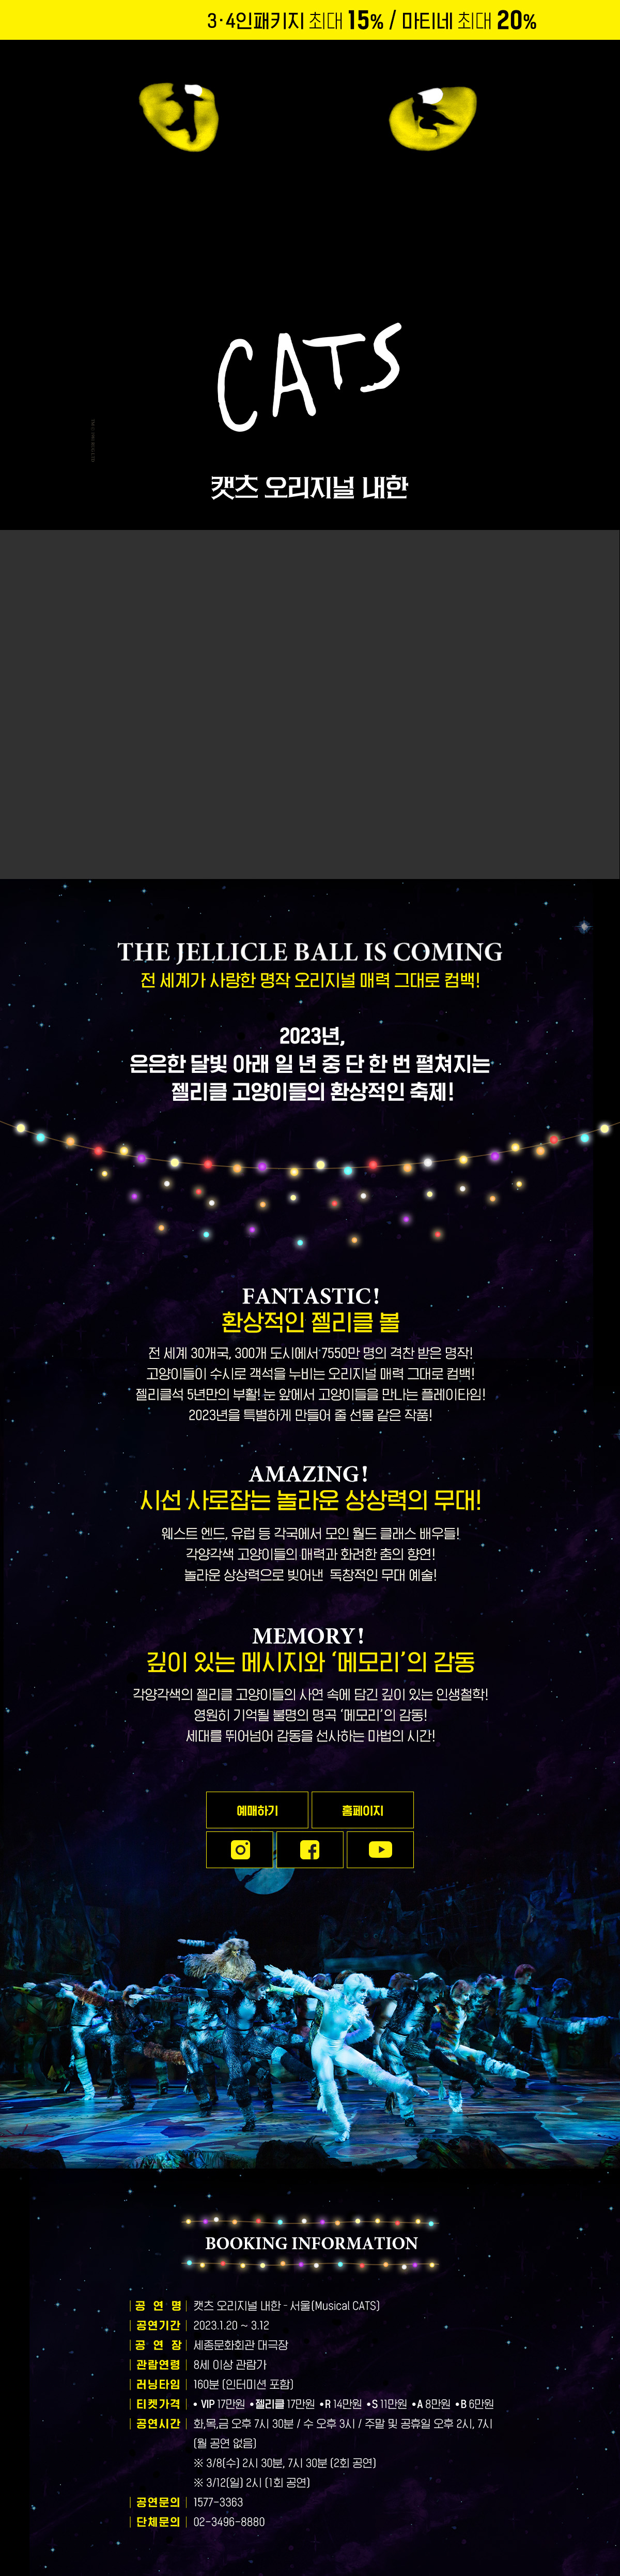 3·4인패키지 최대 15% / 마티네 최대 20%
CATS
캣츠 오리지널 내한
THE JELLICLE BALL IS COMING
전 세계가 사랑한 명작 오리지널 매력 그대로 컴백!
2023년,
은은한 달빛 아래 일 년 중 단 한 번 펼쳐지는
젤리클 고양이들의 환상적인 축제!
FANTASTIC!
환상적인 젤리클 볼
전 세계 30개국, 300개 도시에서 7550만 명의 격찬 받은 명작!
고양이들이 수시로 객석을 누비는 오리지널 매력 그대로 컴백!
젤리클석 5년만의 부활! 눈 앞에서 고양이들을 만나는 플레이타임!
2023년을 특별하게 만들어 줄 선물 같은 작품!
AMAZING!
시선 사로잡는 놀라운 상상력의 무대!
웨스트 엔드, 유럽 등 각국에서 모인 월드 클래스 배우들!
각양각색 고양이들의 매력과 화려한 춤의 향연!
놀라운 상상력으로 빚어낸 독창적인 무대 예술!
MEMORY!
깊이 있는 메시지와 ‘메모리’의 감동
각양각색의 젤리클 고양이들의 사연 속에 담긴 깊이 있는 인생철학!
영원히 기억될 불명의 명곡 ‘메모리’의 감동!
세대를 뛰어넘어 감동을 선사하는 마법의 시간!
예매하기 홈페이지
BOOKING INFORMATION
| 공 연 명 | 캣츠 오리지널 내한 - 서울(Musical CATS)
| 공연기간 | 2023.1.20 ~ 3.12
| 공 연 장 | 세종문화회관 대극장
| 관람연령 | 8세 이상 관람가
| 러닝타임 | 160분 (인터미션 포함)
| 티켓가격 | • VIP 17만원 •젤리클 17만원 •R 14만원 •S 11만원 •A 8만원 •B 6만원
| 공연시간 | 화,목,금 오후 7시 30분 / 수 오후 3시 / 주말 및 공휴일 오후 2시, 7시
(월 공연 없음)
※ 3/8(수) 2시 30분, 7시 30분 (2회 공연)
※ 3/12(일) 2시 (1회 공연)
| 공연문의 | 1577-3363
| 단체문의 | 02-3496-8880